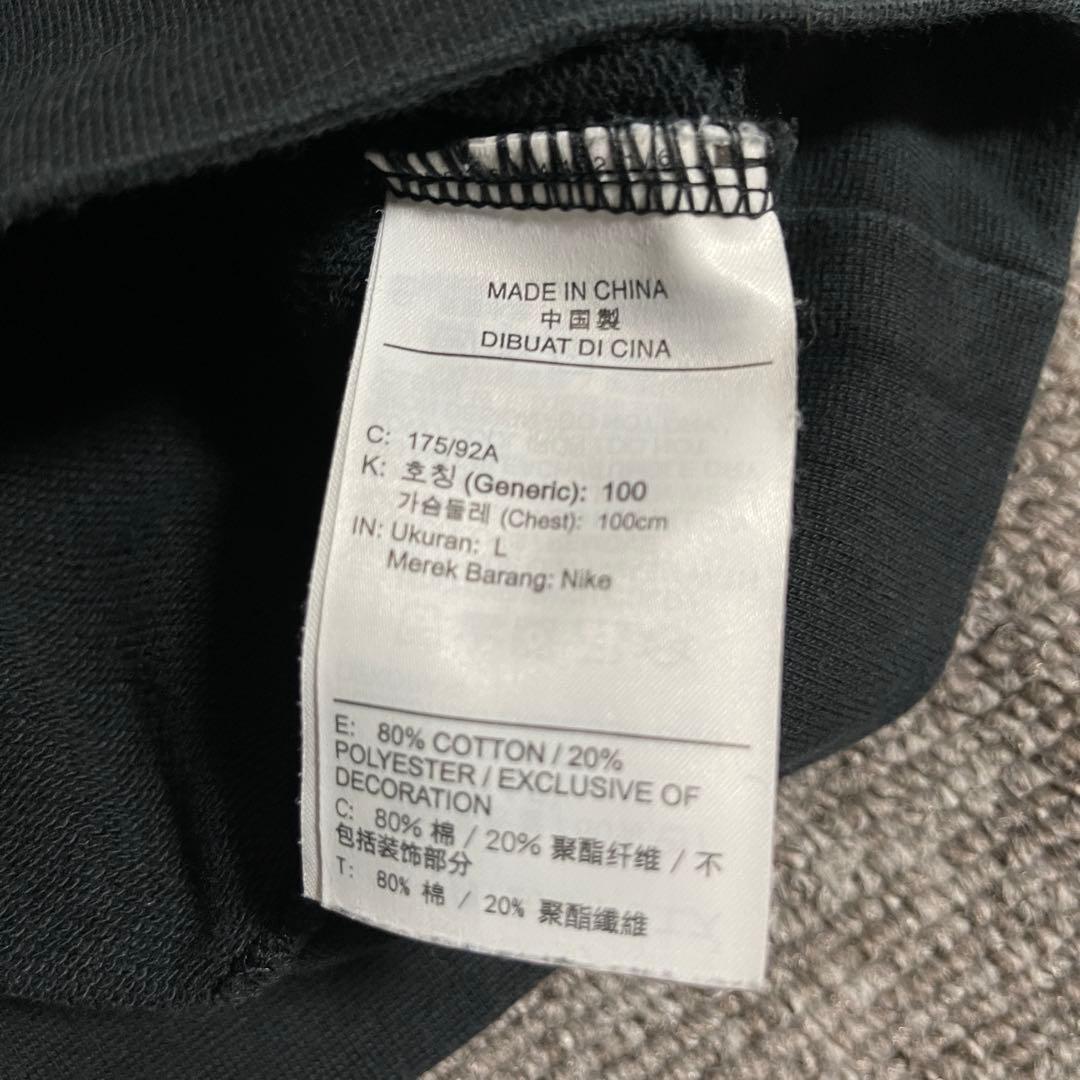 MADE IN CHINA
中国製
DIBUAT DI CINA
C: 175/92A
K: 호칭 (Generic): 100
가슴둘레 (Chest): 100cm
IN: Ukuran: L
Merek Barang: Nike
E: 80% COTTON / 20%
POLYESTER / EXCLUSIVE OF
DECORATION
C: 80% 棉 / 20% 聚酯纤维 / 不
包括装饰部分
T: 80% 棉 / 20% 聚酯纖維